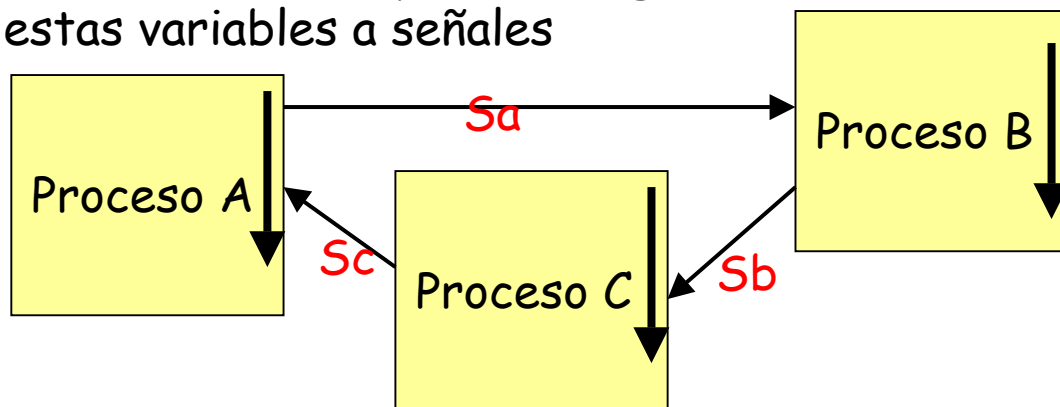 estas variables a señales
Sa
Proceso B
Proceso A
Sc
Proceso C
Sb